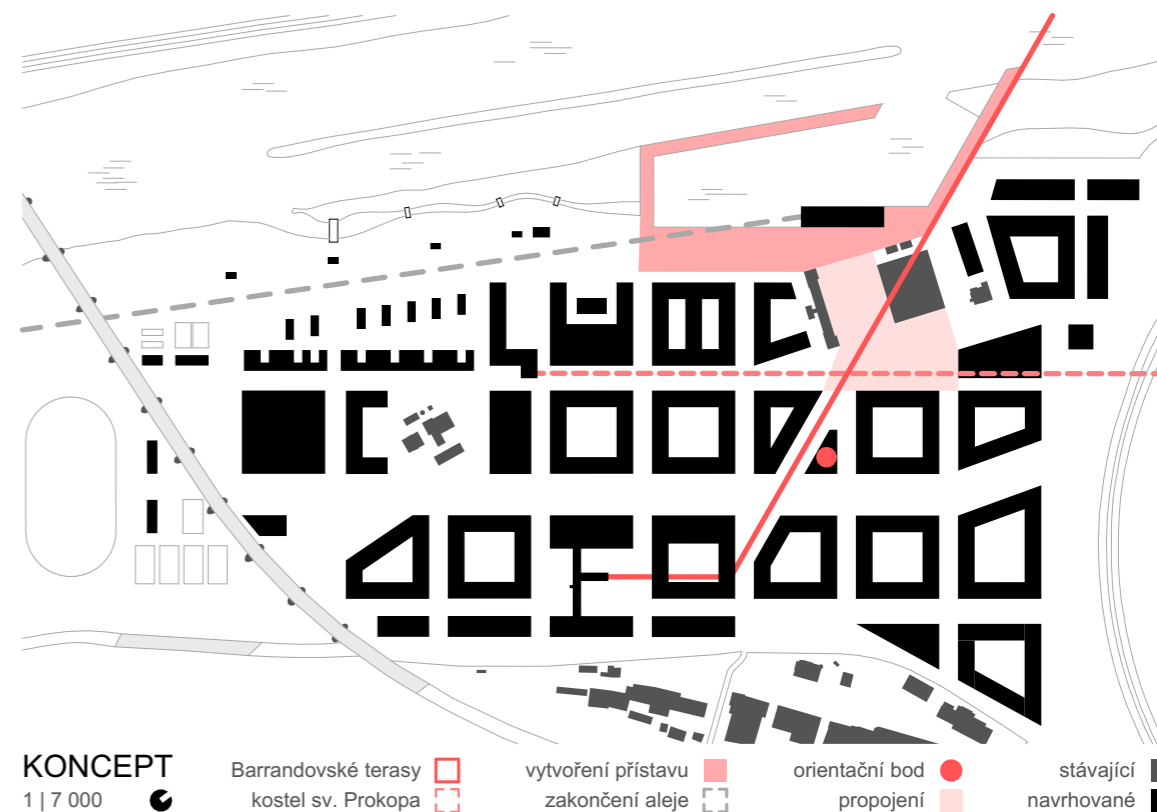 KONCEPT
1 | 7 000
Barrandovské terasy
kostel sv. Prokopa
vytvoření přístavu
zakončení aleje
orientační bod
propojení
stávající
navrhované